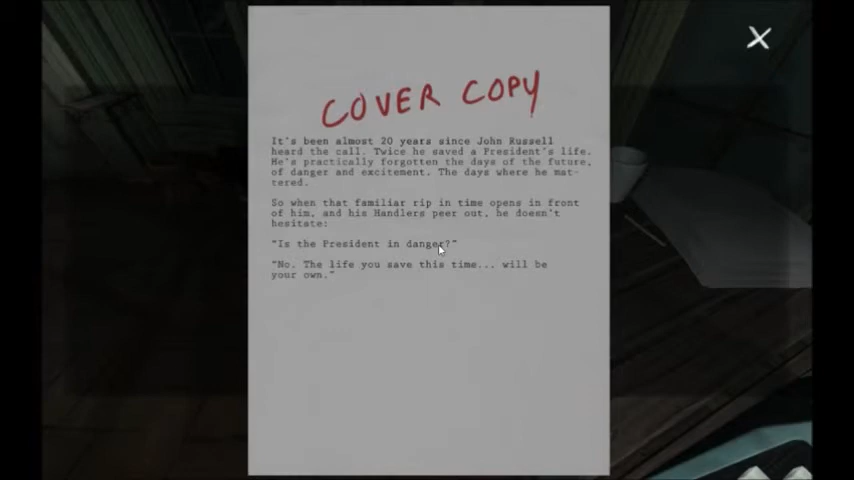 COVER COPY
It's been almost 20 years since John Russell
heard the call. Twice he saved a President's life.
He's practically forgotten the days of the future,
of danger and excitement. The days where he mat-
tered.
So when that familiar rip in time opens in front
of him, and his Handlers peer out, he doesn't
hesitate:
"Is the President in danger?"
"No. The life you save this time... will be
your own."